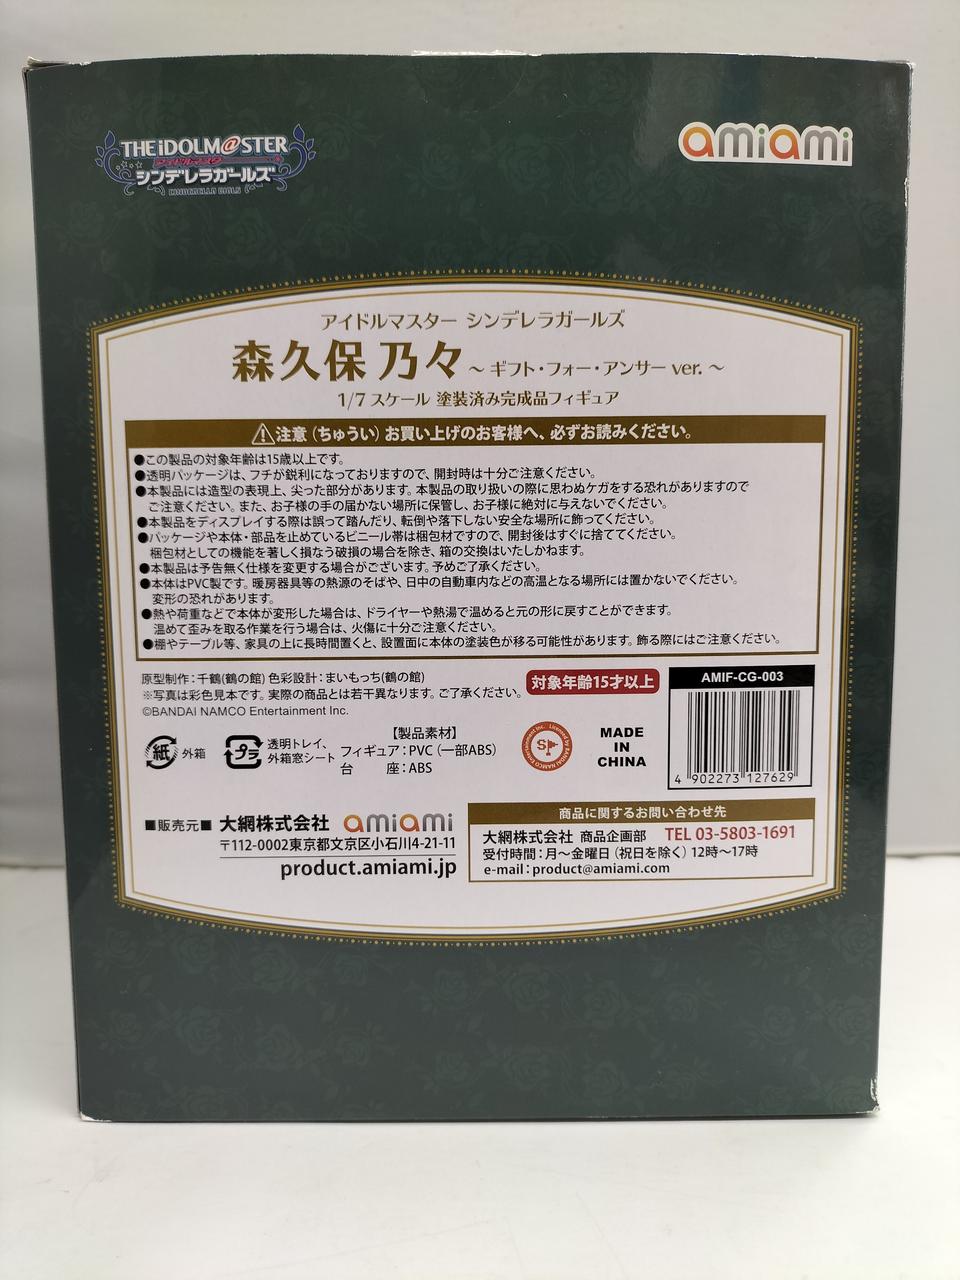 THE iDOLM@STER
アイドルマスター
シンデレラガールズ
CINDERELLA GIRLS
amiami
アイドルマスター シンデレラガールズ
森久保 乃々 ～ ギフト・フォー・アンサー ver. ～
1/7 スケール 塗装済み完成品フィギュア
⚠注意(ちゅうい)お買い上げのお客様へ、必ずお読みください。
●この製品の対象年齢は15歳以上です。
●透明パッケージは、フチが鋭利になっておりますので、開封時は十分ご注意ください。
●本製品には造型の表現上、尖った部分があります。本製品の取り扱いの際に思わぬケガをする恐れがありますので
ご注意ください。また、お子様の手の届かない場所に保管し、お子様に絶対に与えないでください。
●本製品をディスプレイする際は誤って踏んだり、転倒や落下しない安全な場所に飾ってください。
●パッケージや本体・部品を止めているビニール帯は梱包材ですので、開封後はすぐに捨ててください。
梱包材としての機能を著しく損なう破損の場合を除き、箱の交換はいたしかねます。
●本製品は予告無く仕様を変更する場合がございます。予めご了承ください。
●本体はPVC製です。暖房器具等の熱源のそばや、日中の自動車内などの高温となる場所には置かないでください。
変形の恐れがあります。
●熱や荷重などで本体が変形した場合は、ドライヤーや熱湯で温めると元の形に戻すことができます。
温めて歪みを取る作業を行う場合は、火傷に十分ご注意ください。
●棚やテーブル等、家具の上に長時間置くと、設置面に本体の塗装色が移る可能性があります。飾る際にはご注意ください。
原型制作：千鶴(鶴の館) 色彩設計：まいもっち(鶴の館)
※写真は彩色見本です。実際の商品とは若干異なります。ご了承ください。
©BANDAI NAMCO Entertainment Inc.
対象年齢15才以上
AMIF-CG-003
紙 外箱
プラ 透明トレイ、
外箱窓シート
【製品素材】
フィギュア：PVC（一部ABS）
台 座：ABS
Licensed by BANDAI NAMCO Entertainment Inc.
SP
MADE
IN
CHINA
4 902273 127629
■販売元■ 大網株式会社 amiami
〒112-0002東京都文京区小石川4-21-11
product.amiami.jp
商品に関するお問い合わせ先
大網株式会社 商品企画部 TEL 03-5803-1691
受付時間：月～金曜日（祝日を除く）12時～17時
e-mail：product@amiami.com